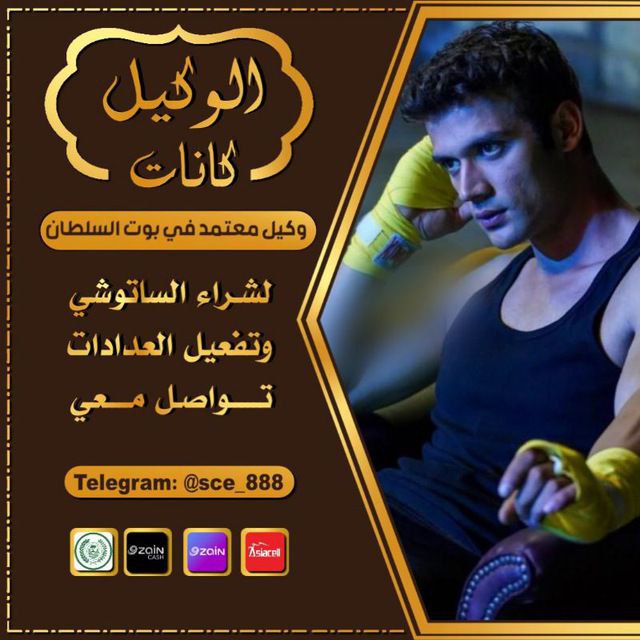 الوكيل
كانات
وكيل معتمد في بوت السلطان
لشراء الساتوشي
وتفعيل العدادات
تواصل معي
Telegram: @sce_888
zain CASH
zain
Asiacell